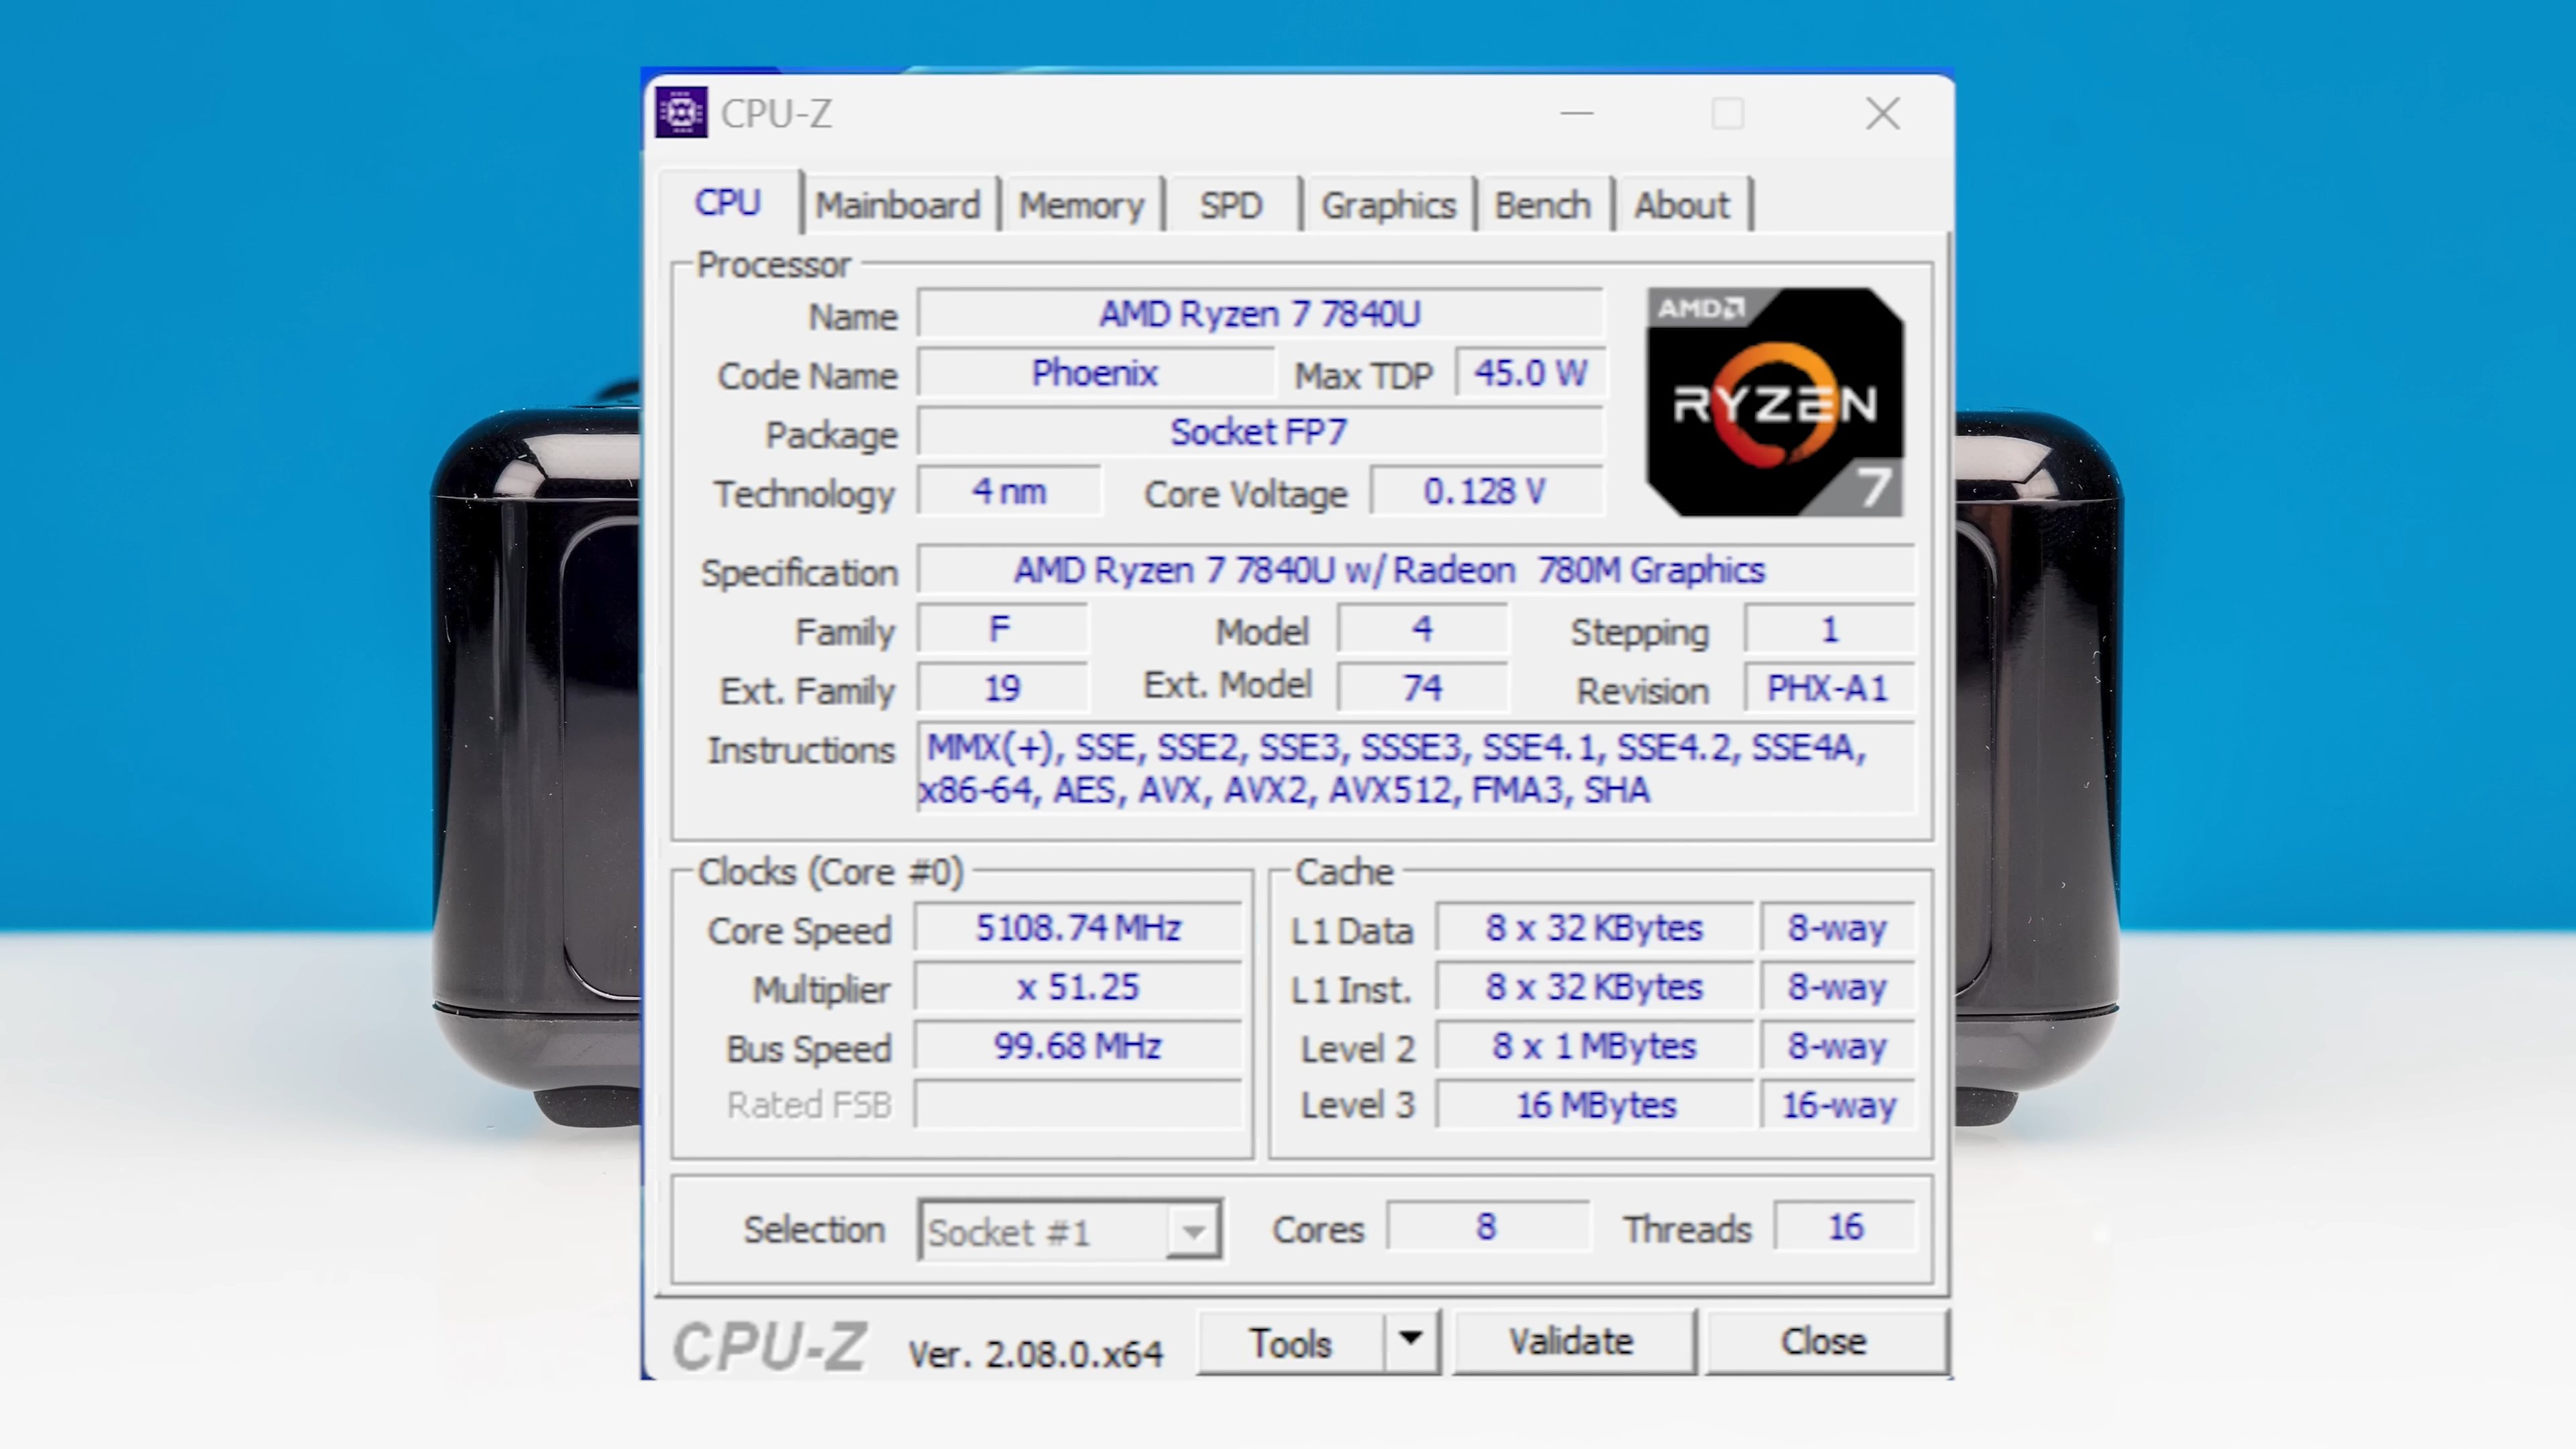 CPU-Z
CPU Mainboard Memory SPD Graphics Bench About
Processor
Name AMD Ryzen 7 7840U
Code Name Phoenix Max TDP 45.0 W
Package Socket FP7
Technology 4 nm Core Voltage 0.128 V
AMD
RYZEN
7
Specification AMD Ryzen 7 7840U w/ Radeon 780M Graphics
Family F Model 4 Stepping 1
Ext. Family 19 Ext. Model 74 Revision PHX-A1
Instructions MMX(+), SSE, SSE2, SSE3, SSSE3, SSE4.1, SSE4.2, SSE4A,
x86-64, AES, AVX, AVX2, AVX512, FMA3, SHA
Clocks (Core #0)
Core Speed 5108.74 MHz
Multiplier x 51.25
Bus Speed 99.68 MHz
Rated FSB
Cache
L1 Data 8 x 32 KBytes 8-way
L1 Inst. 8 x 32 KBytes 8-way
Level 2 8 x 1 MBytes 8-way
Level 3 16 MBytes 16-way
Selection Socket #1 Cores 8 Threads 16
CPU-Z Ver. 2.08.0.x64 Tools Validate Close